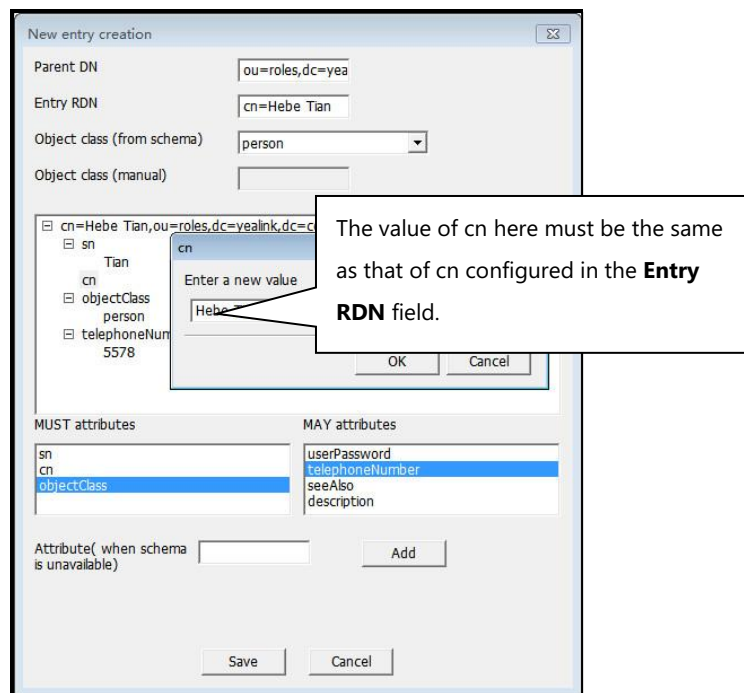 New entry creation
Parent DN
ou=roles,dc=yea
Entry RDN
cn=Hebe Tian
Object class (from schema)
person
Object class (manual)
cn=Hebe Tian,ou=roles,dc=yealink,dc=c
sn
Tian
cn
objectClass
person
telephoneNum
5578
cn
Enter a new value
Hebe T
OK Cancel
The value of cn here must be the same
as that of cn configured in the Entry
RDN field.
MUST attributes
sn
cn
objectClass
MAY attributes
userPassword
telephoneNumber
seeAlso
description
Attribute( when schema
is unavailable)
Add
Save Cancel